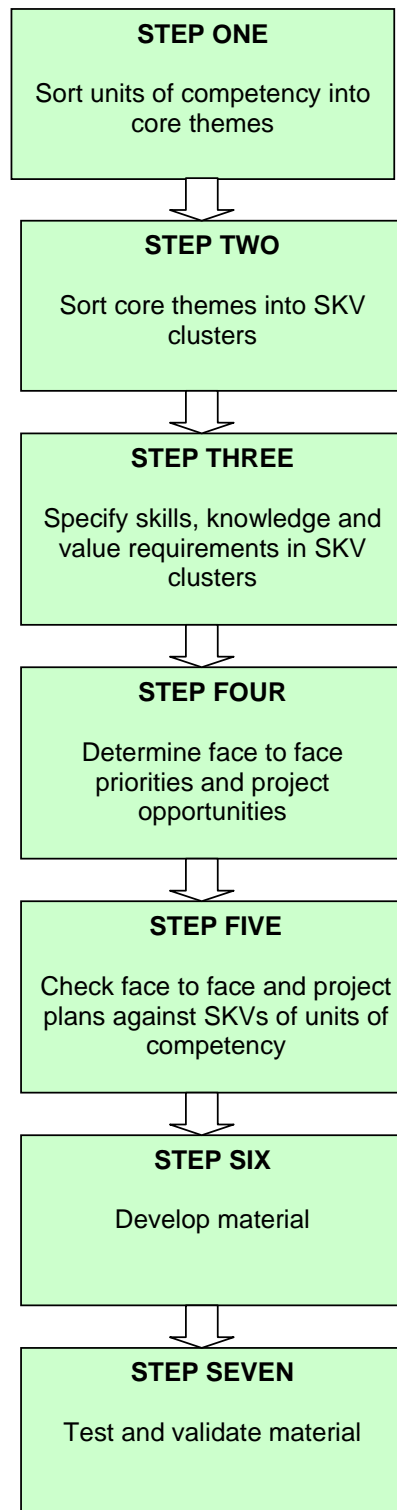 STEP ONE
Sort units of competency into
core themes
STEP TWO
Sort core themes into SKV
clusters
STEP THREE
Specify skills, knowledge and
value requirements in SKV
clusters
STEP FOUR
Determine face to face
priorities and project
opportunities
STEP FIVE
Check face to face and project
plans against SKVs of units of
competency
STEP SIX
Develop material
STEP SEVEN
Test and validate material